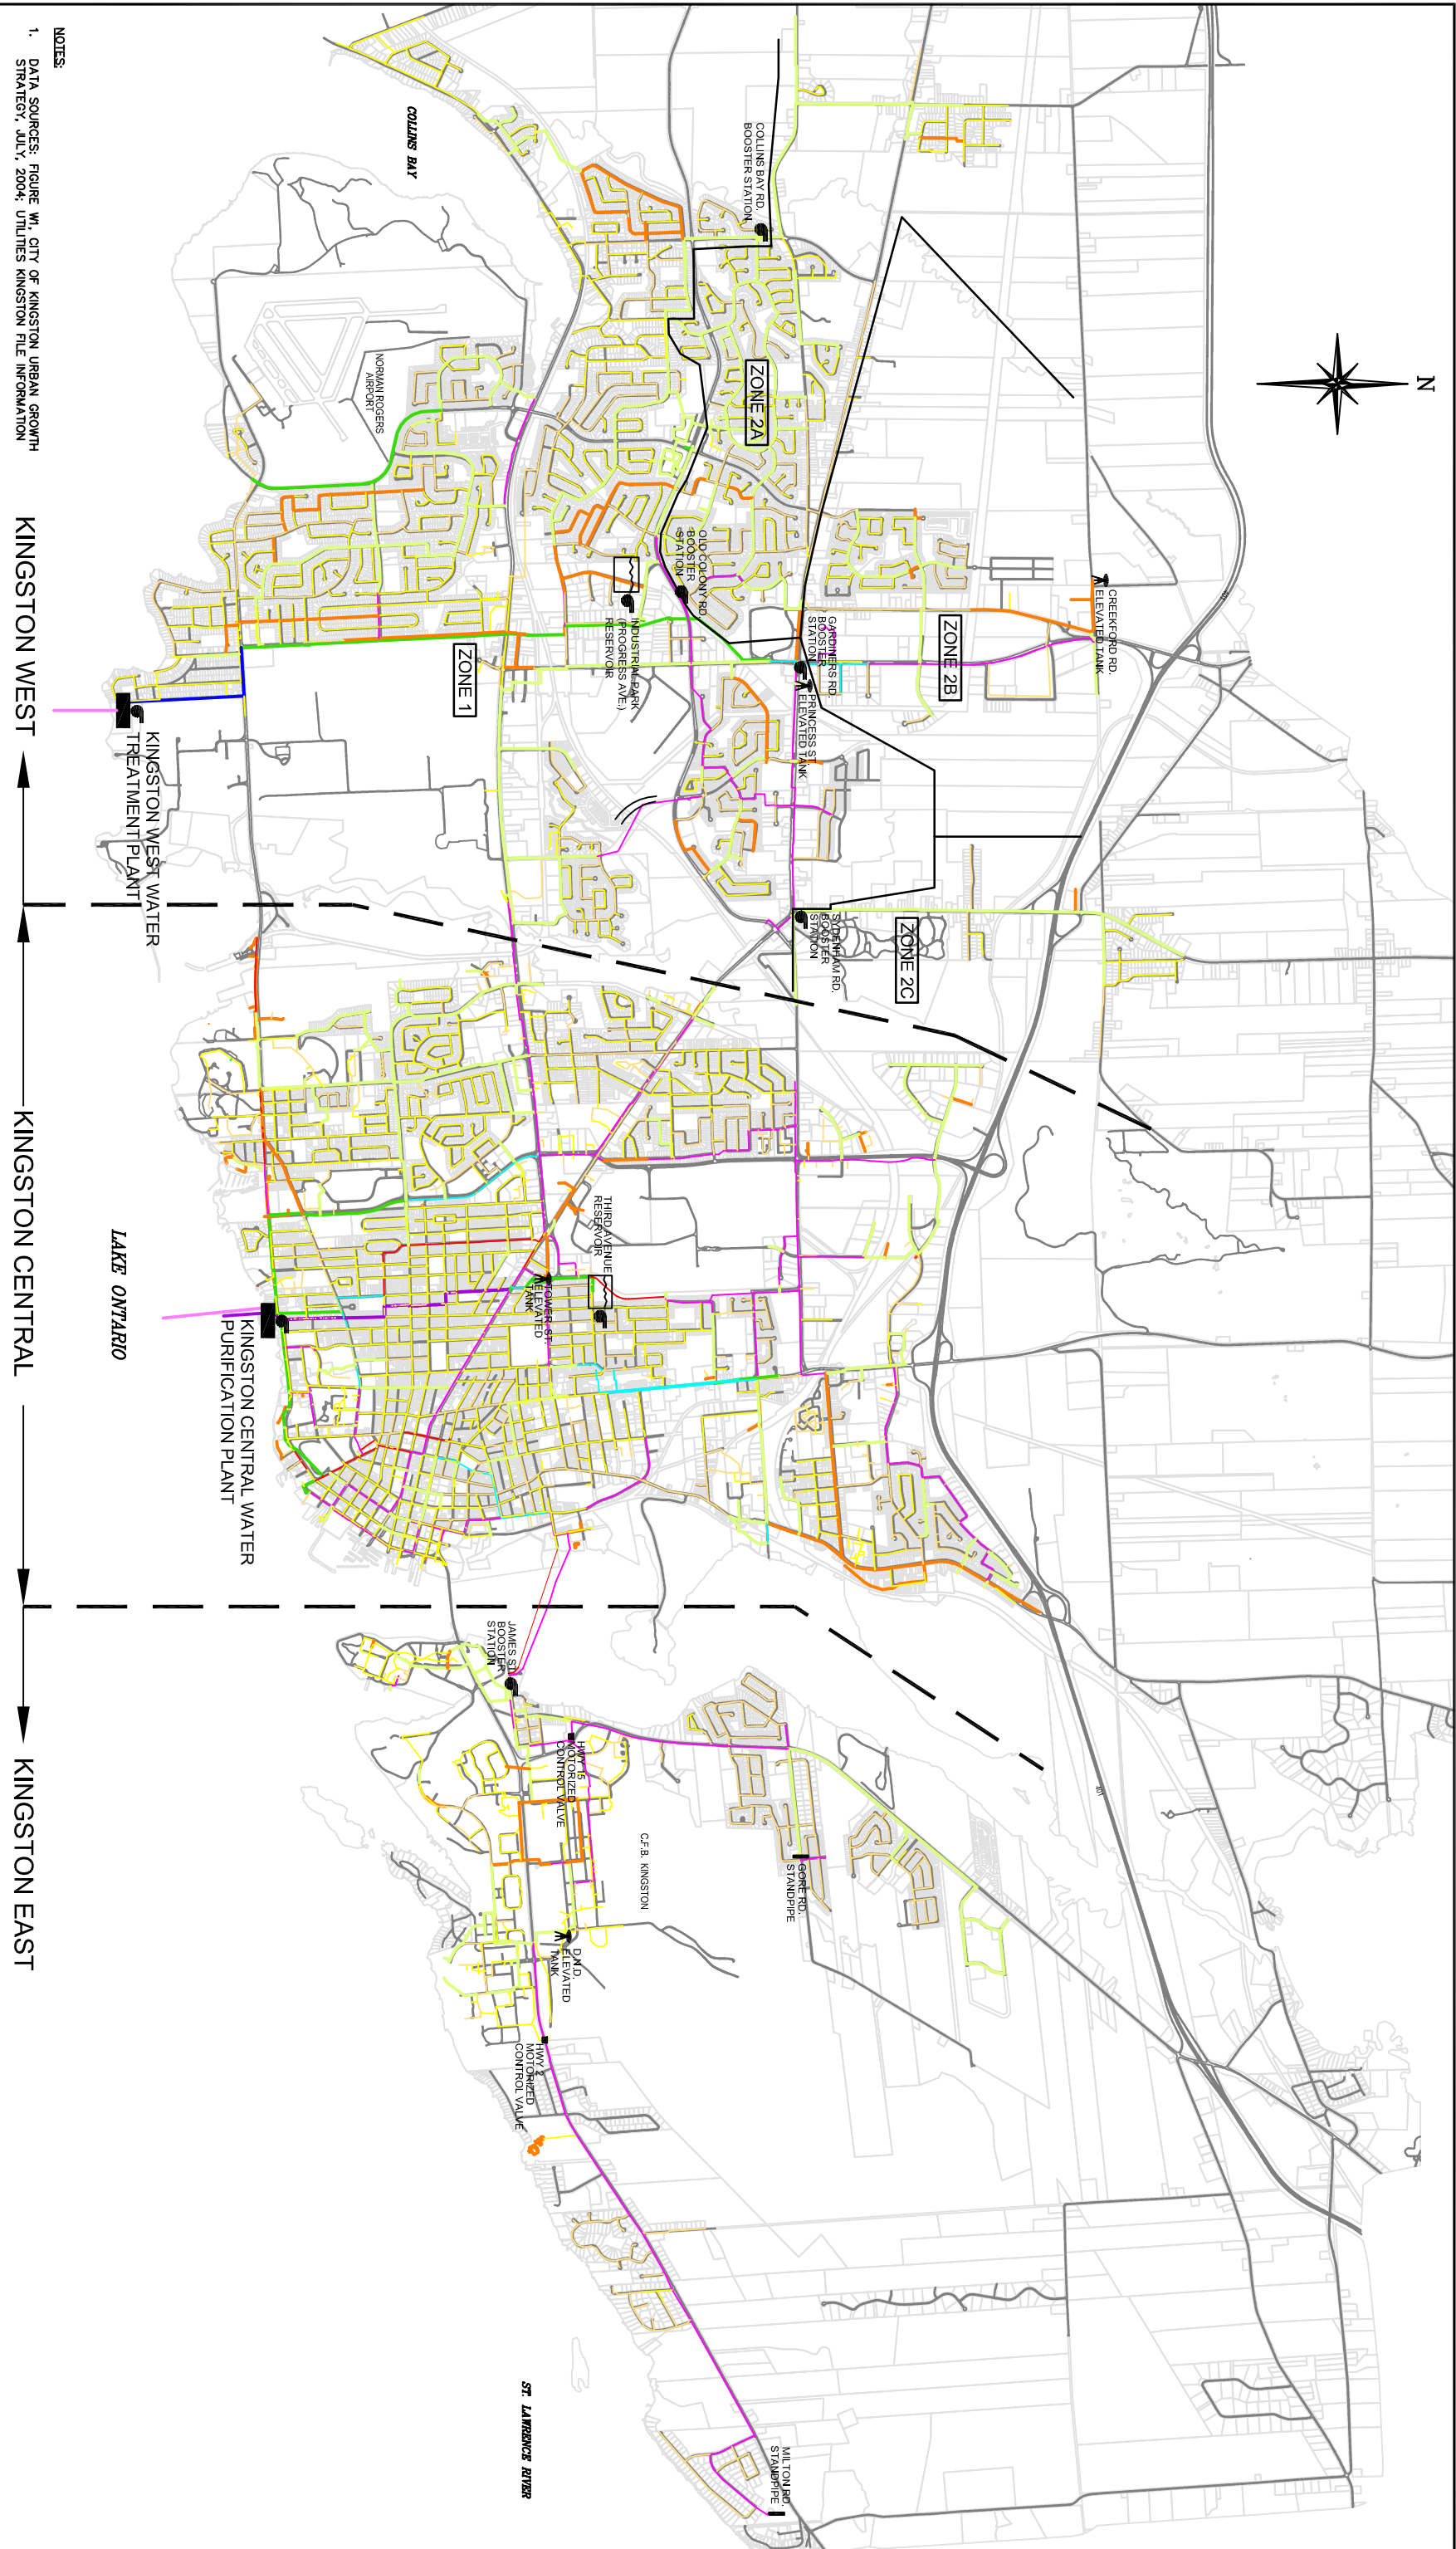 N
COLLINS BAY RD.
BOOSTER STATION
COLLINS BAY
ZONE 2A
NORMAN ROGERS
AIRPORT
OLD COLONY RD.
BOOSTER
STATION
INDUSTRIAL PARK
(PROGRESS AVE.)
RESERVOIR
GARDINERS RD.
BOOSTER
STATION
PRINCESS ST.
ELEVATED TANK
CREEKFORD RD.
ELEVATED TANK
401
ZONE 2B
ZONE 1
KINGSTON WEST WATER
TREATMENT PLANT
SYDENHAM RD.
BOOSTER
STATION
ZONE 2C
THIRD AVENUE
RESERVOIR
TOWER ST.
ELEVATED
TANK
KINGSTON CENTRAL WATER
PURIFICATION PLANT
LAKE ONTARIO
JAMES ST.
BOOSTER
STATION
HWY 15
MOTORIZED
CONTROL VALVE
C.F.B. KINGSTON
GORE RD.
STANDPIPE
D.N.D.
ELEVATED
TANK
HWY 2
MOTORIZED
CONTROL VALVE
401
ST. LAWRENCE RIVER
MILTON RD.
STANDPIPE
KINGSTON WEST
KINGSTON CENTRAL
KINGSTON EAST
NOTES:
1. DATA SOURCES: FIGURE W1, CITY OF KINGSTON URBAN GROWTH
STRATEGY, JULY, 2004; UTILITIES KINGSTON FILE INFORMATION